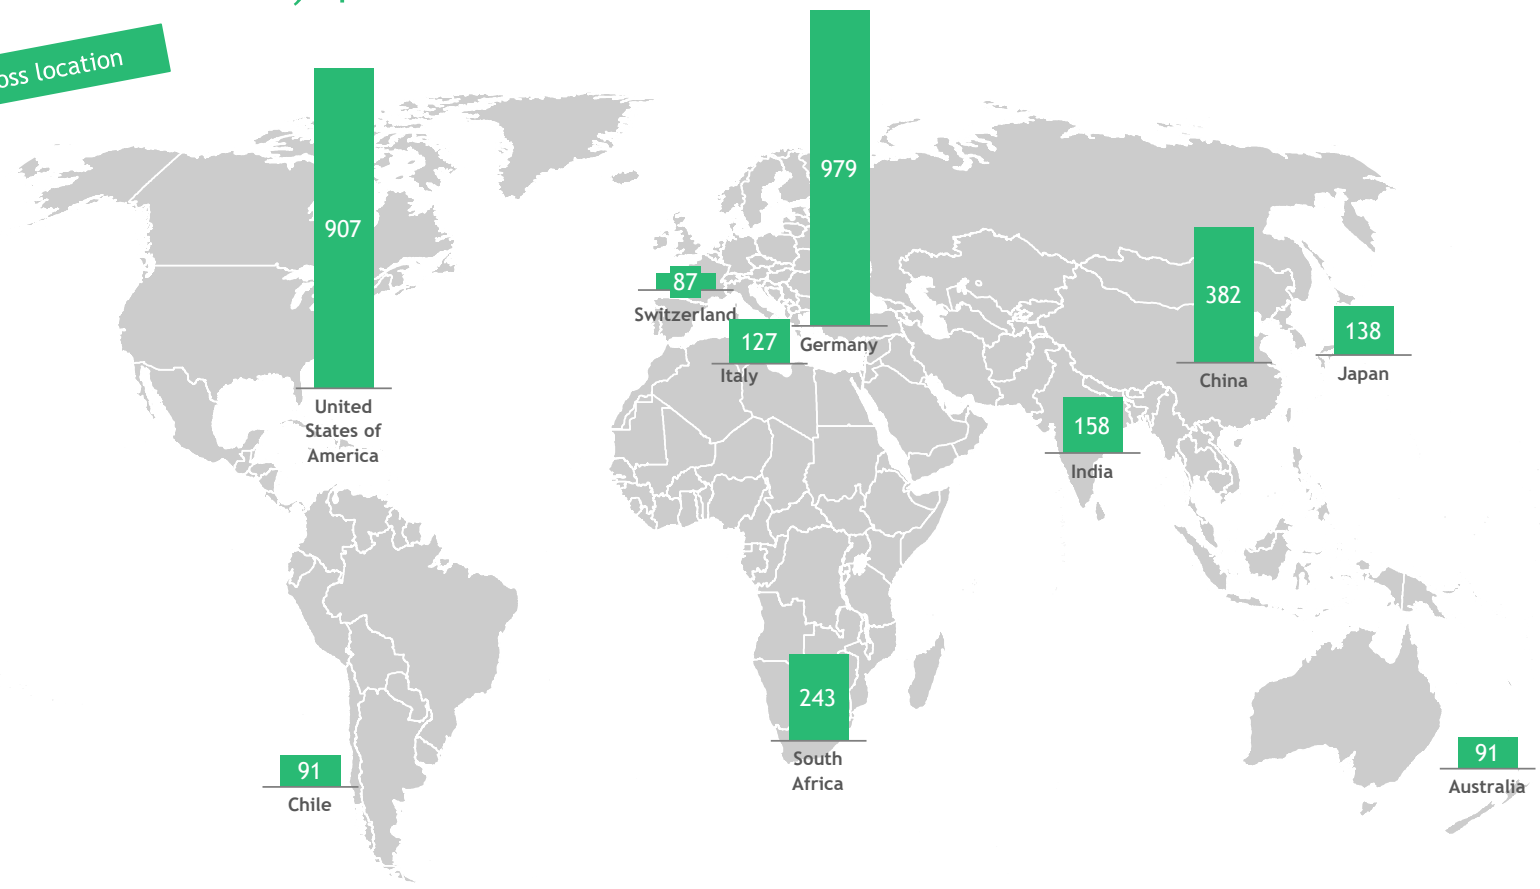 location
979
907
382
87
138
Switzerland
127
Germany
Italy
China
Japan
United
States of
America
158
India
243
South
Africa
91
Chile
91
Australia